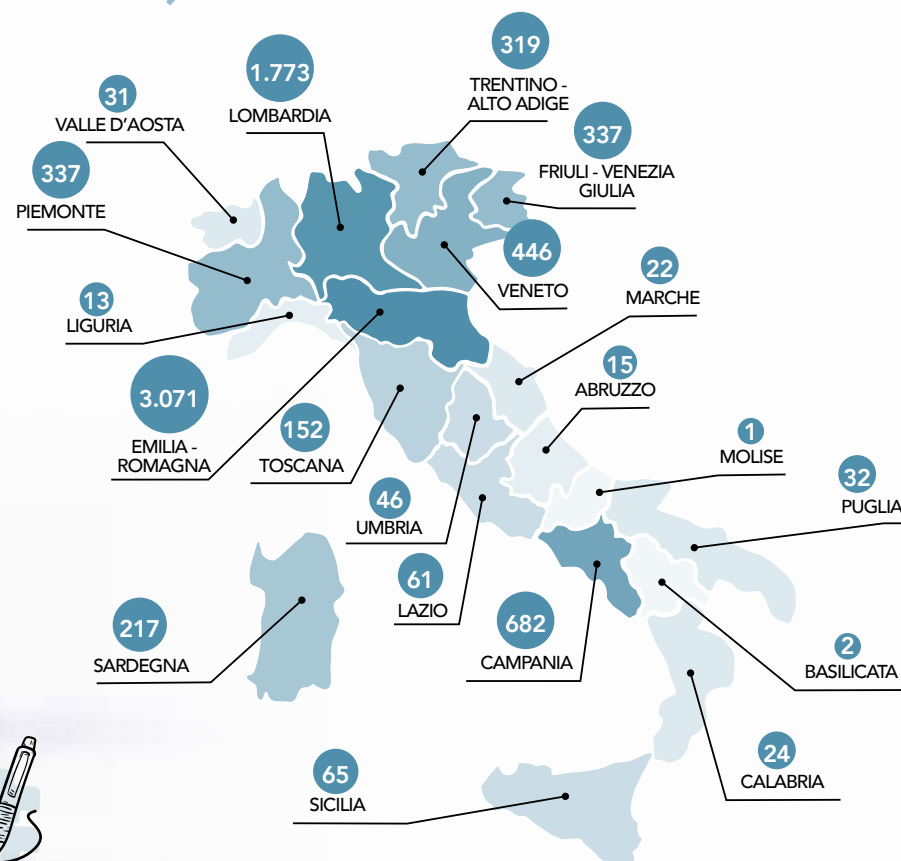 319
TRENTINO -
ALTO ADIGE
1.773
LOMBARDIA
31
VALLE D'AOSTA
337
FRIULI - VENEZIA
GIULIA
337
PIEMONTE
446
VENETO
22
MARCHE
13
LIGURIA
15
ABRUZZO
3.071
EMILIA -
ROMAGNA
152
TOSCANA
1
MOLISE
32
PUGLIA
46
UMBRIA
61
LAZIO
217
SARDEGNA
682
CAMPANIA
2
BASILICATA
24
CALABRIA
65
SICILIA